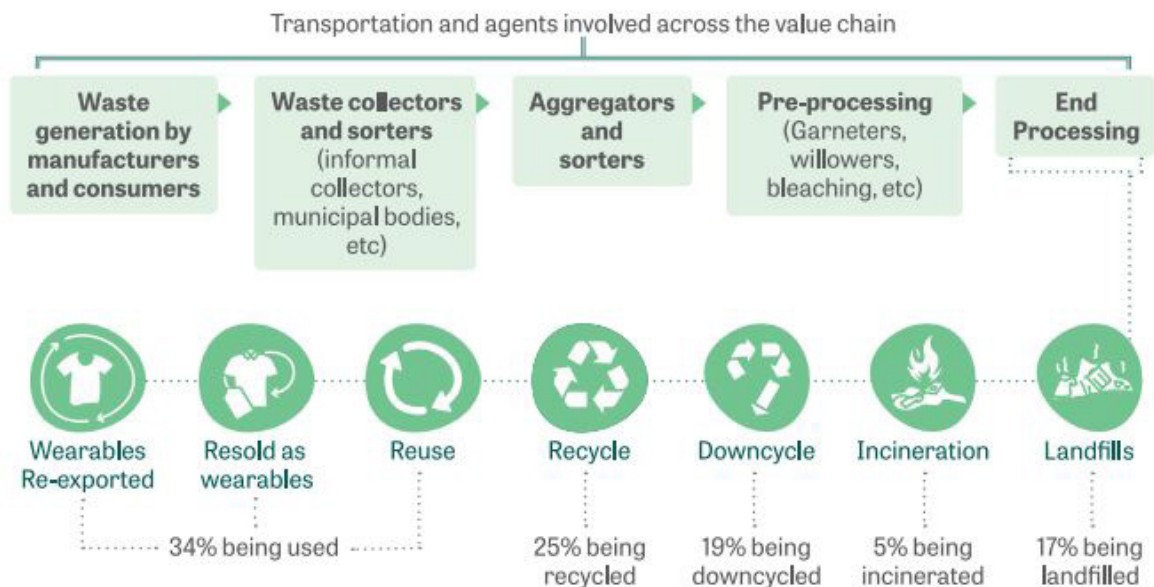 Transportation and agents involved across the value chain
Waste
generation by
manufacturers
and consumers
Waste collectors
and sorters
(informal
collectors,
municipal bodies,
etc)
Aggregators
and
sorters
Pre-processing
(Garneters,
willowers,
bleaching, etc)
End
Processing
Wearables
Re-exported
Resold as
wearables
Reuse
Recycle
Downcycle
Incineration
Landfills
34% being used
25% being
recycled
19% being
downcycled
5% being
incinerated
17% being
landfilled